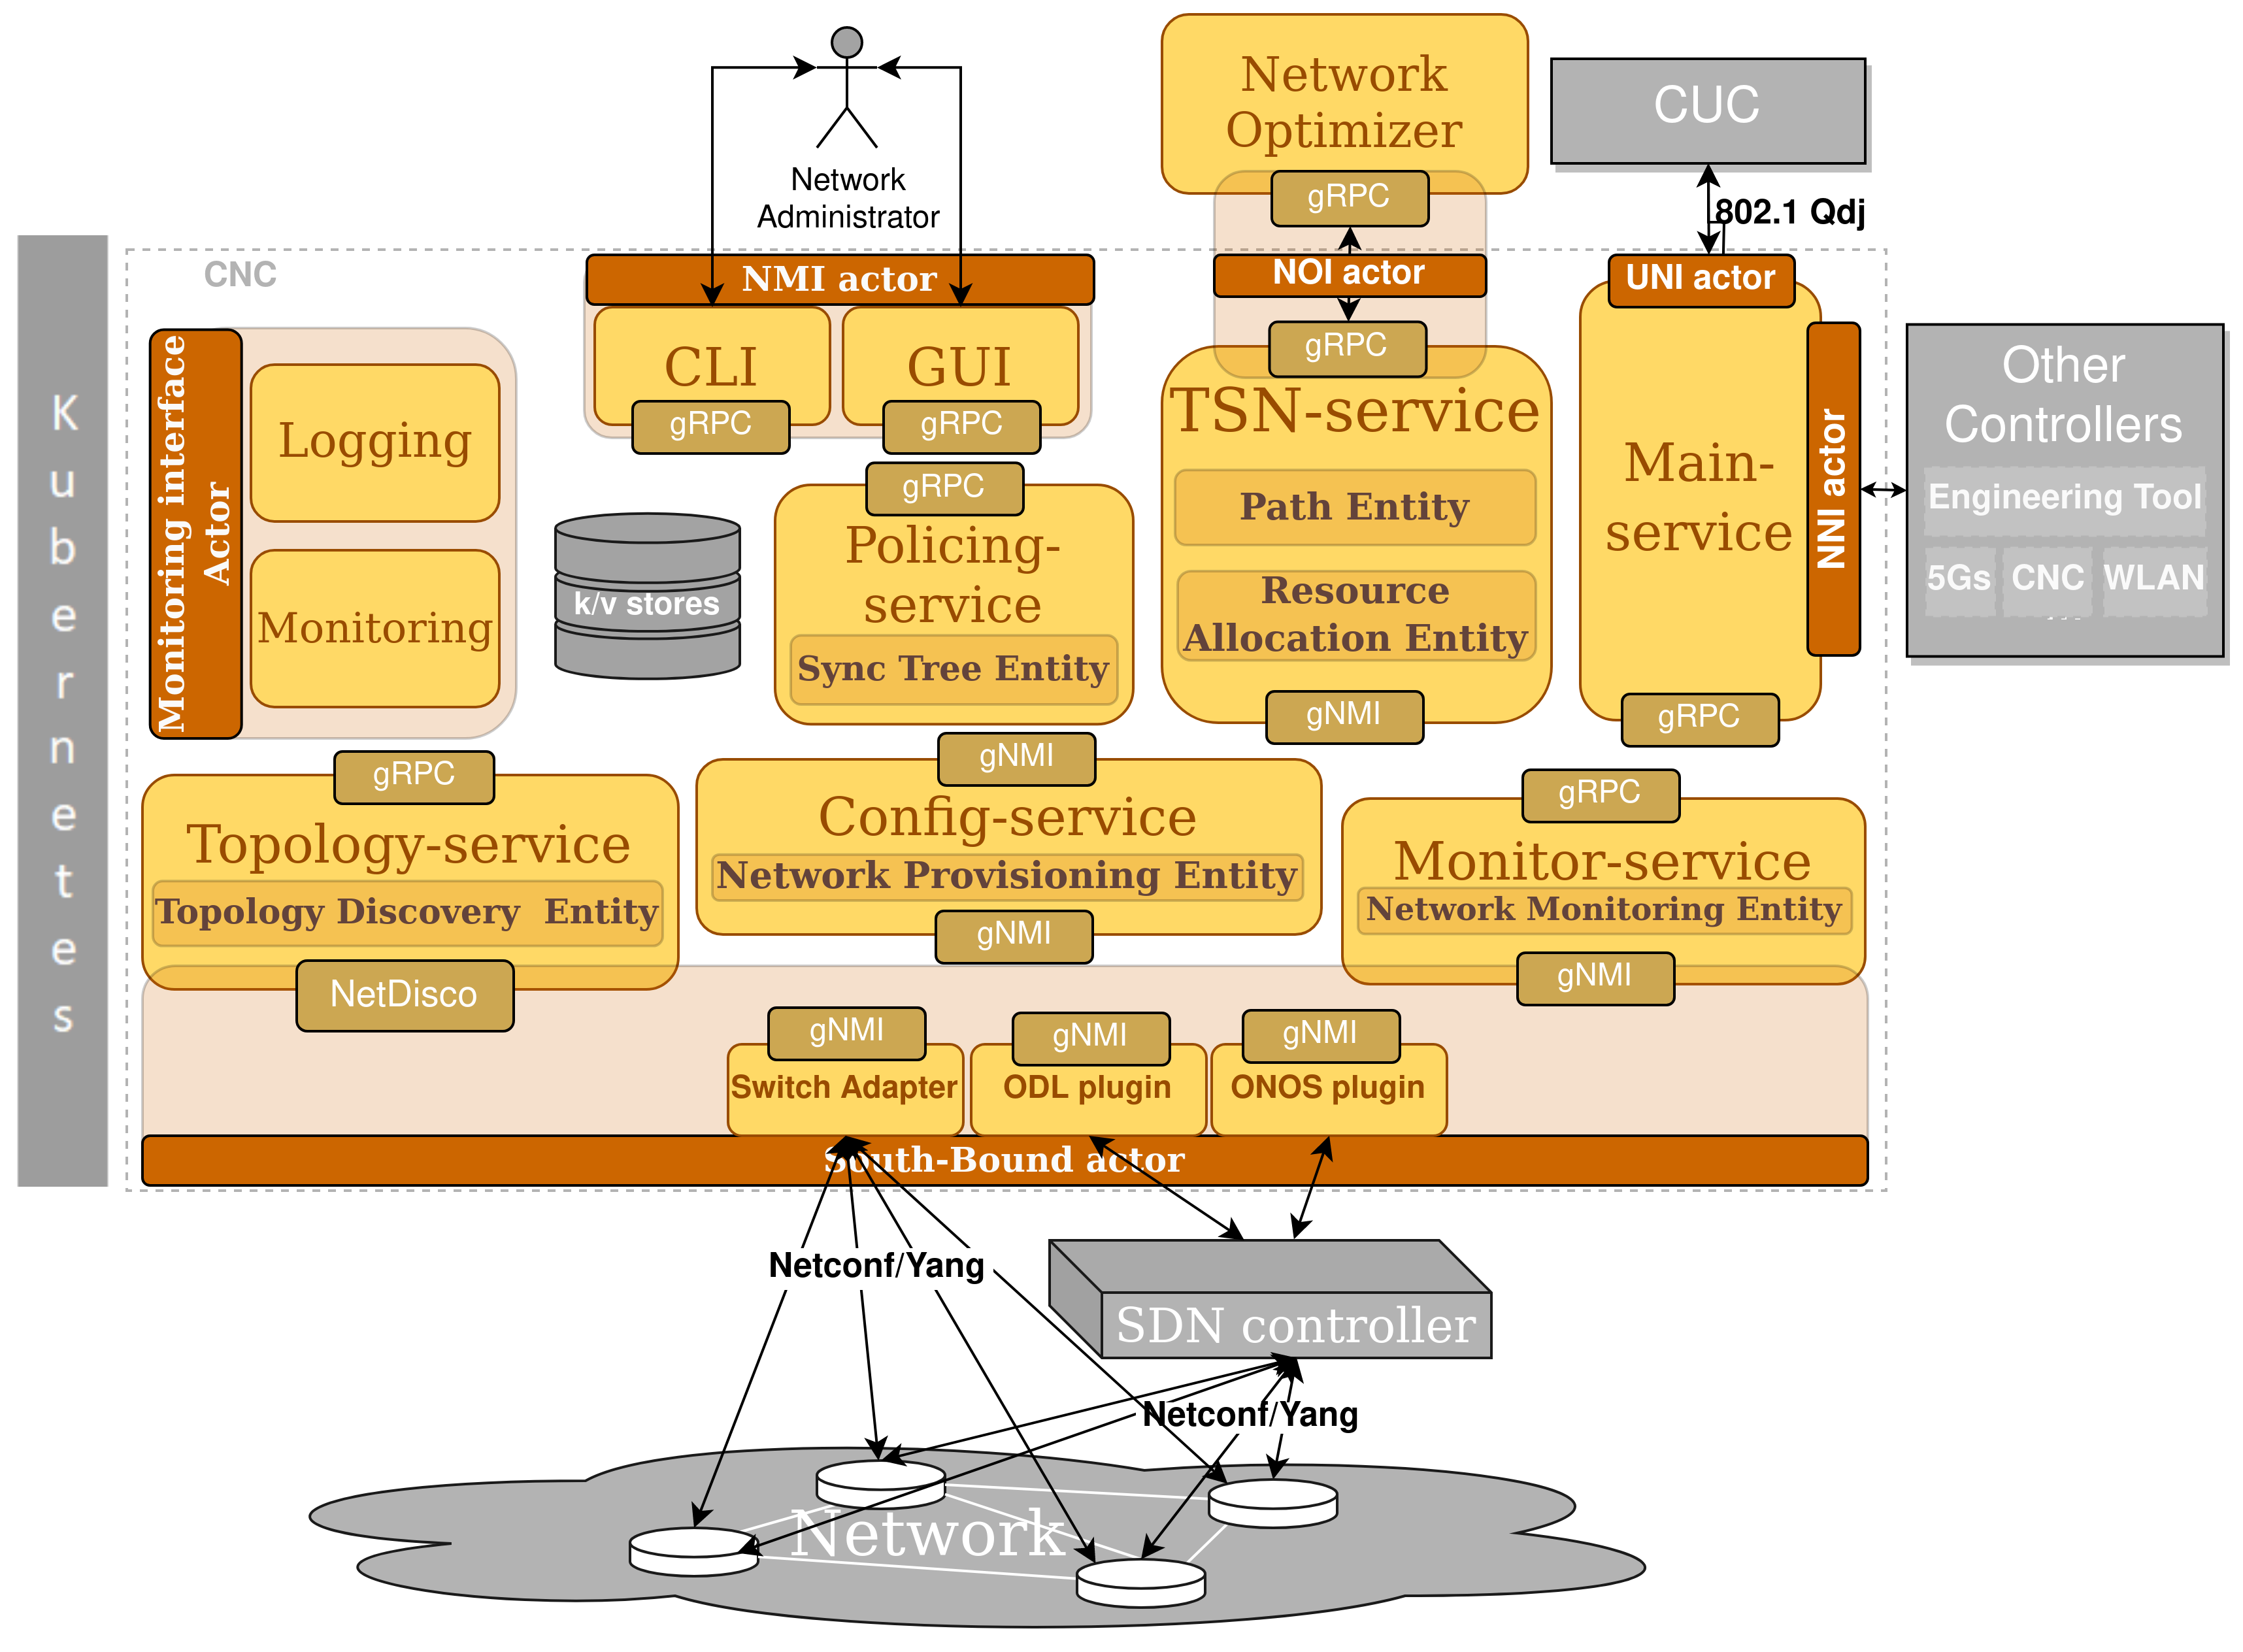 Network
Administrator
Network
Optimizer
gRPC
CUC
802.1 Qdj
Kubernetes
CNC
NMI actor
NOI actor
UNI actor
Monitoring interface
Actor
Logging
Monitoring
CLI
GUI
gRPC
gRPC
gRPC
TSN-service
Path Entity
Resource
Allocation Entity
gNMI
Main-
service
NNI actor
gRPC
Other
Controllers
Engineering Tool
5Gs
CNC
WLAN
...
k/v stores
gRPC
Policing-
service
Sync Tree Entity
gRPC
Topology-service
Topology Discovery  Entity
NetDisco
gNMI
Config-service
Network Provisioning Entity
gNMI
gRPC
Monitor-service
Network Monitoring Entity
gNMI
gNMI
Switch Adapter
gNMI
ODL plugin
gNMI
ONOS plugin
South-Bound actor
Netconf/Yang
SDN controller
Netconf/Yang
Network